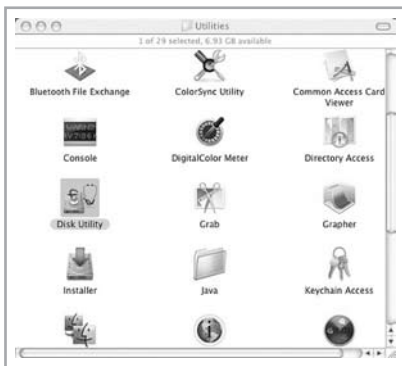 Utilities
1 of 29 selected, 6.93 GB available
Bluetooth File Exchange
ColorSync Utility
Common Access Card
Viewer
Console
DigitalColor Meter
Directory Access
Disk Utility
Grab
Grapher
Installer
Java
Keychain Access